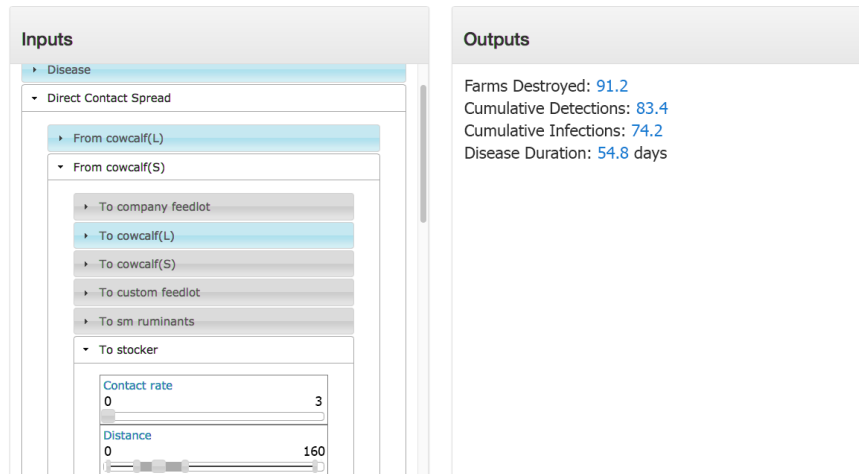 Inputs
Disease
Direct Contact Spread
From cowcalf(L)
From cowcalf(S)
To company feedlot
To cowcalf(L)
To cowcalf(S)
To custom feedlot
To sm ruminants
To stocker
Contact rate
0 3
Distance
0 160
Outputs
Farms Destroyed: 91.2
Cumulative Detections: 83.4
Cumulative Infections: 74.2
Disease Duration: 54.8 days